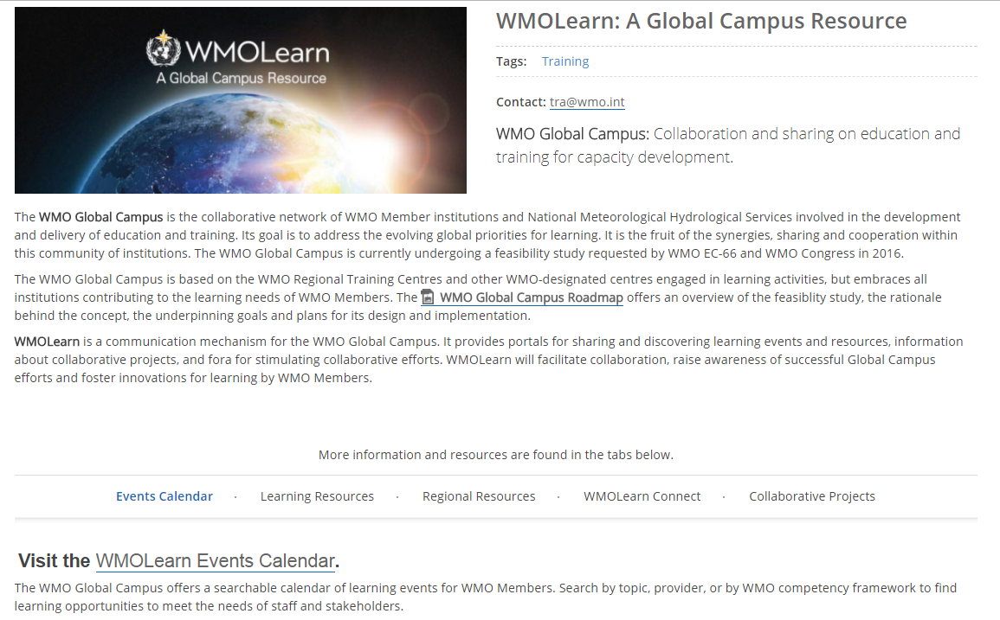 WMOLearn
A Global Campus Resource
WMOLearn: A Global Campus Resource
Tags: Training
Contact: tra@wmo.int
WMO Global Campus: Collaboration and sharing on education and
training for capacity development.
The WMO Global Campus is the collaborative network of WMO Member institutions and National Meteorological Hydrological Services involved in the development
and delivery of education and training. Its goal is to address the evolving global priorities for learning. It is the fruit of the synergies, sharing and cooperation within
this community of institutions. The WMO Global Campus is currently undergoing a feasibility study requested by WMO EC-66 and WMO Congress in 2016.
The WMO Global Campus is based on the WMO Regional Training Centres and other WMO-designated centres engaged in learning activities, but embraces all
institutions contributing to the learning needs of WMO Members. The WMO Global Campus Roadmap offers an overview of the feasiblity study, the rationale
behind the concept, the underpinning goals and plans for its design and implementation.
WMOLearn is a communication mechanism for the WMO Global Campus. It provides portals for sharing and discovering learning events and resources, information
about collaborative projects, and fora for stimulating collaborative efforts. WMOLearn will facilitate collaboration, raise awareness of successful Global Campus
efforts and foster innovations for learning by WMO Members.
More information and resources are found in the tabs below.
Events Calendar · Learning Resources · Regional Resources · WMOLearn Connect · Collaborative Projects
Visit the WMOLearn Events Calendar.
The WMO Global Campus offers a searchable calendar of learning events for WMO Members. Search by topic, provider, or by WMO competency framework to find
learning opportunities to meet the needs of staff and stakeholders.